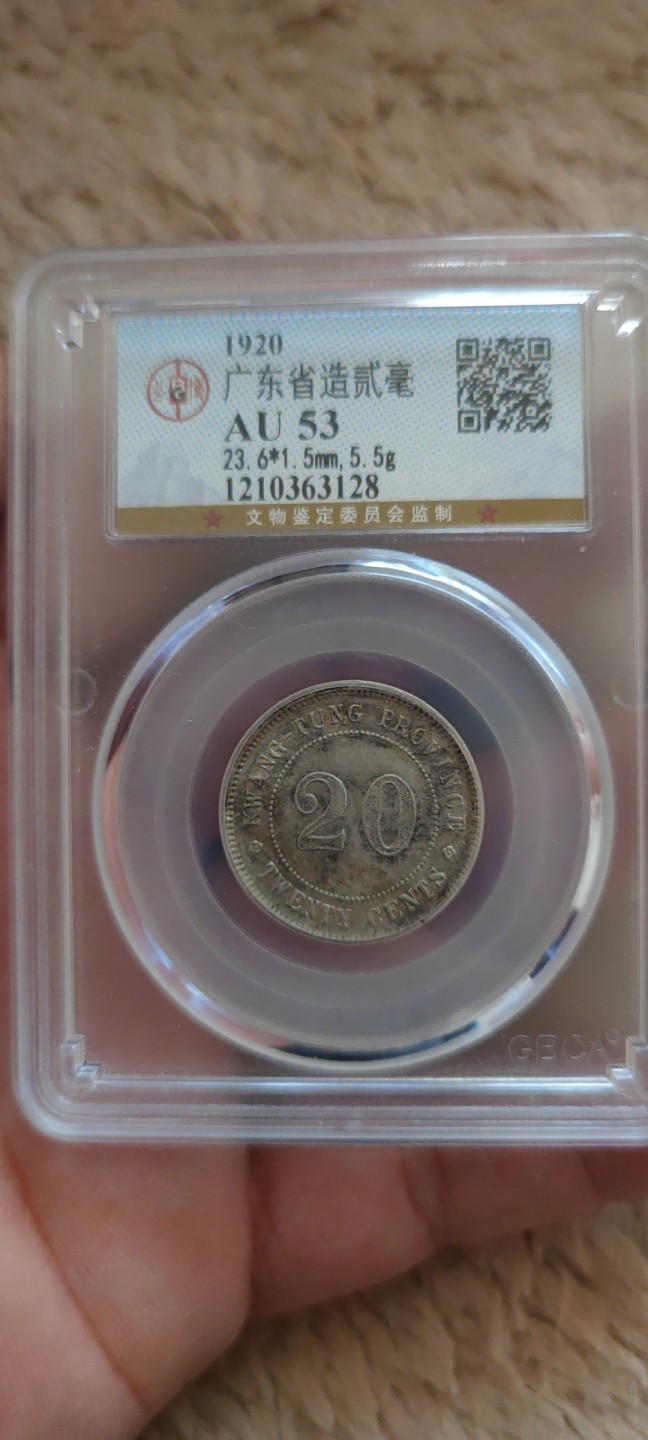 1920
广东省造贰毫
AU 53
23.6*1.5mm,5.5g
1210363128
文物鉴定委员会监制
KWANG-TUNG PROVINCE
20
TWENTY CENTS
GBCA